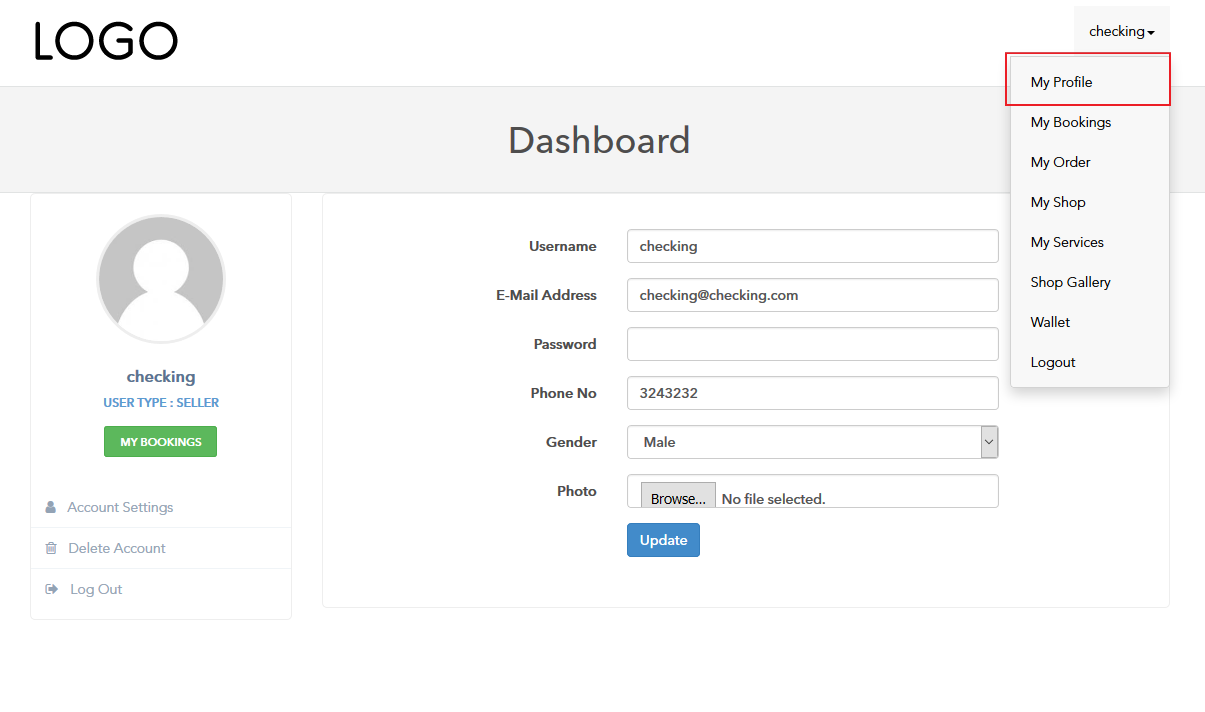 LOGO
checking
My Profile
My Bookings
My Order
My Shop
My Services
Shop Gallery
Wallet
Logout
Dashboard
checking
USER TYPE : SELLER
MY BOOKINGS
Account Settings
Delete Account
Log Out
Username checking
E-Mail Address checking@checking.com
Password
Phone No 3243232
Gender Male
Photo Browse... No file selected.
Update